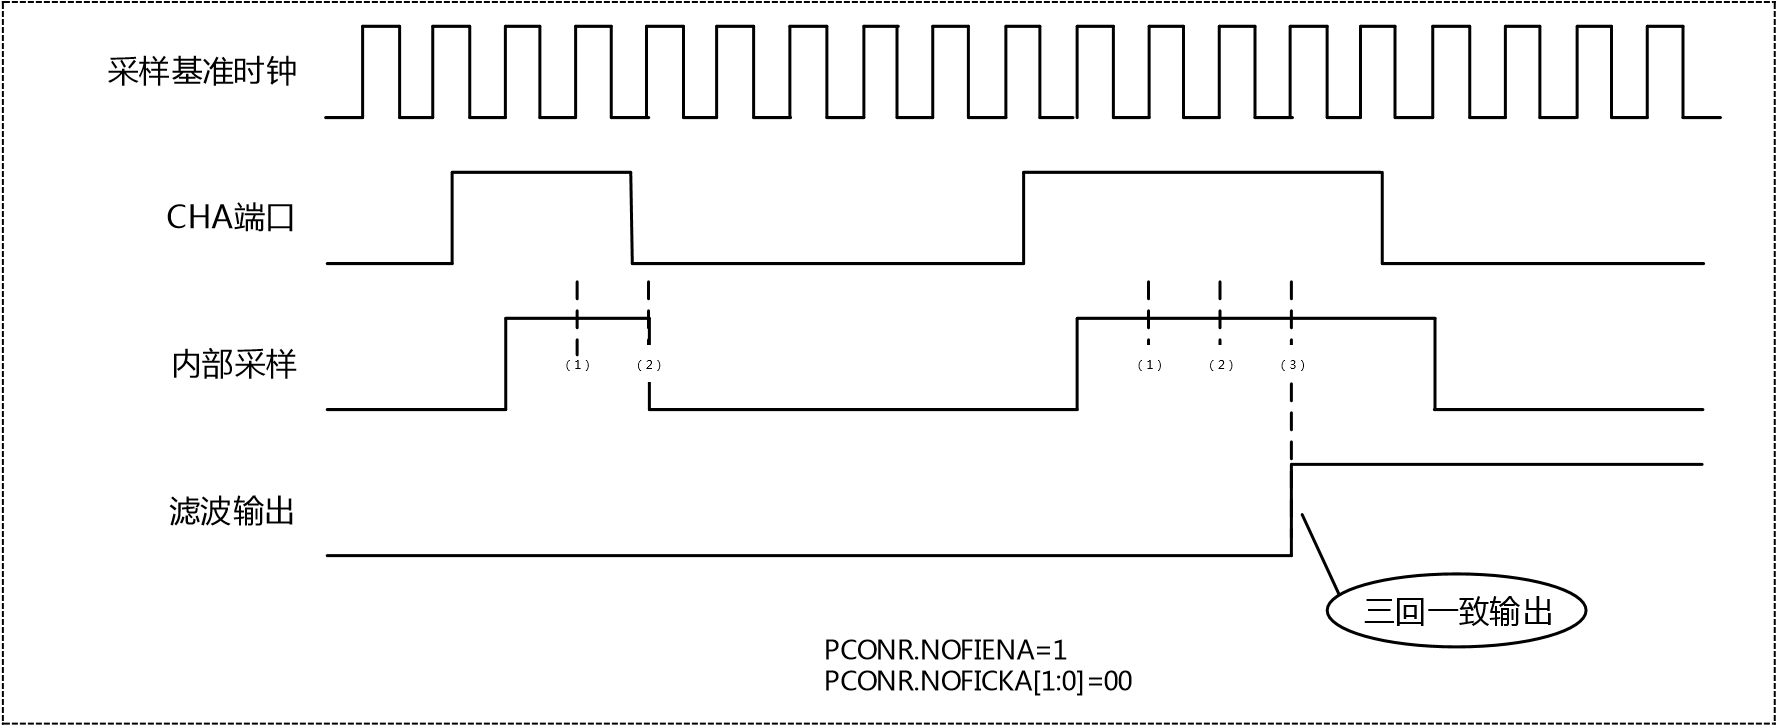 采样基准时钟
CHA端口
内部采样
(1) (2) (1) (2) (3)
滤波输出
三回一致输出
PCONR.NOFIENA=1
PCONR.NOFICKA[1:0]=00